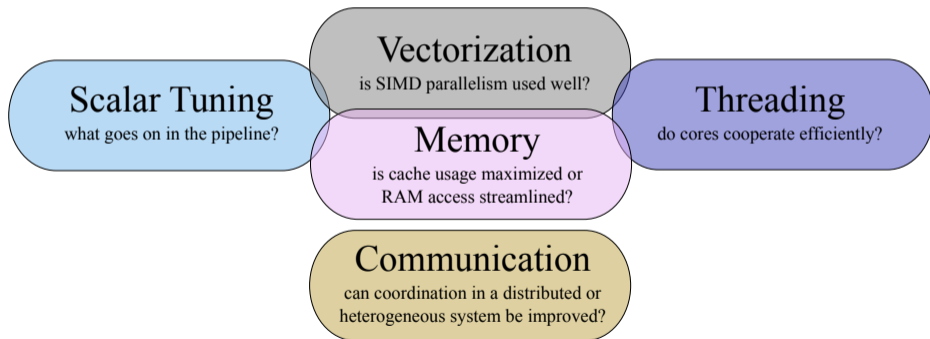 Vectorization
is SIMD parallelism used well?
Scalar Tuning
what goes on in the pipeline?
Threading
do cores cooperate efficiently?
Memory
is cache usage maximized or
RAM access streamlined?
Communication
can coordination in a distributed or
heterogeneous system be improved?